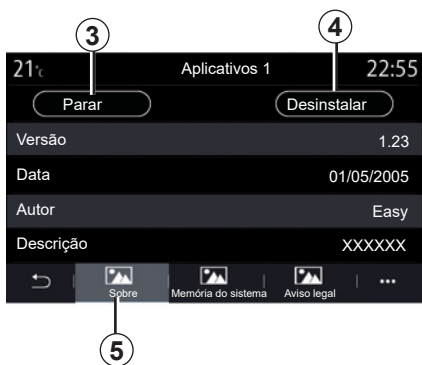 3 4
21°c Aplicativos 1 22:55
Parar Desinstalar
Versão 1.23
Data 01/05/2005
Autor Easy
Descrição XXXXXX
Sobre Memória do sistema Aviso legal ...
5